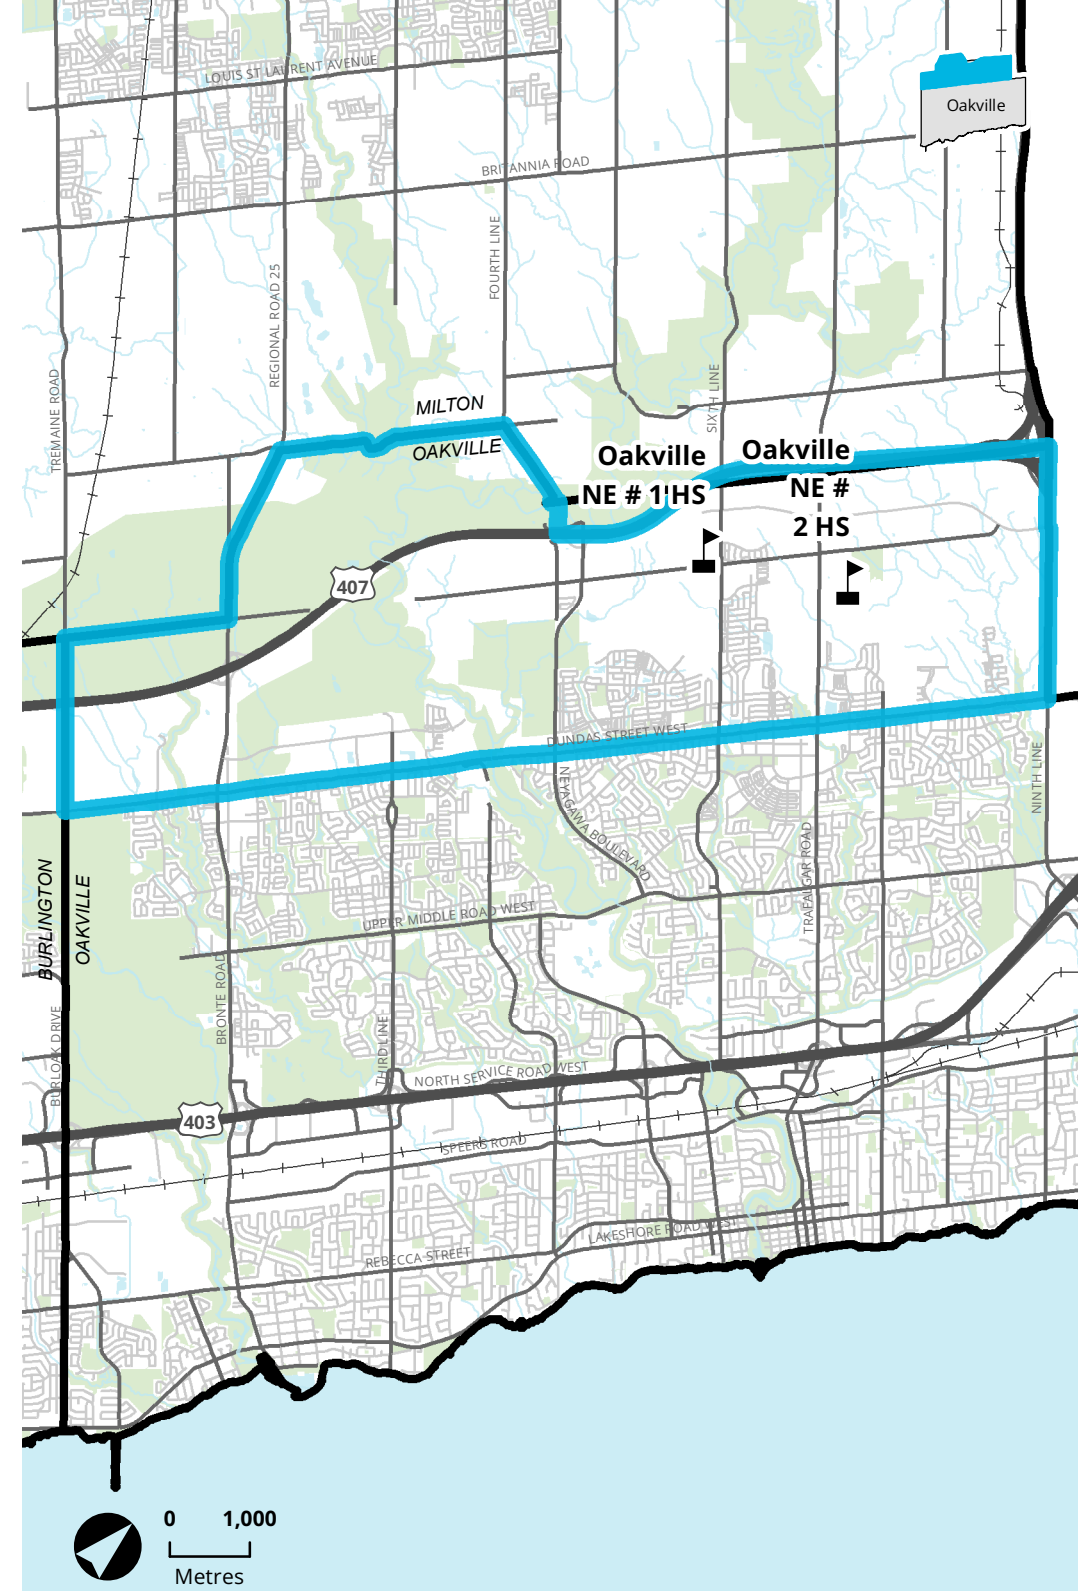 LOUIS ST LAURENT AVENUE
Oakville
BRITANNIA ROAD
FOURTH LINE
REGIONAL ROAD 25
TREMAINE ROAD
SIXTH LINE
MILTON
OAKVILLE
Oakville
NE # 1 HS
Oakville
NE #
2 HS
407
DUNDAS STREET WEST
NEYAGAWA BOULEVARD
NINTH LINE
TRAFALGAR ROAD
BURLINGTON
OAKVILLE
UPPER MIDDLE ROAD WEST
BRONTE ROAD
BURLOAK DRIVE
THIRD LINE
NORTH SERVICE ROAD WEST
403
SPEERS ROAD
LAKESHORE ROAD WEST
REBECCA STREET
0 1,000
Metres